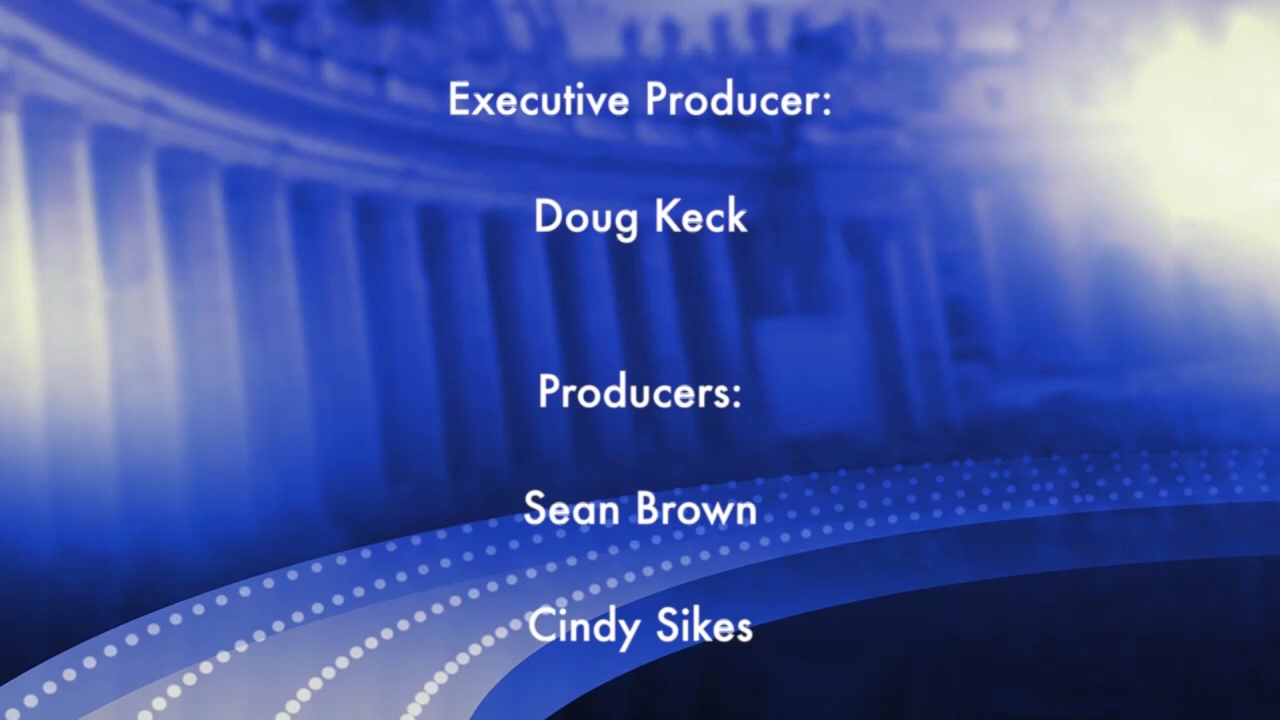 Executive Producer:
Doug Keck
Producers:
Sean Brown
Cindy Sikes